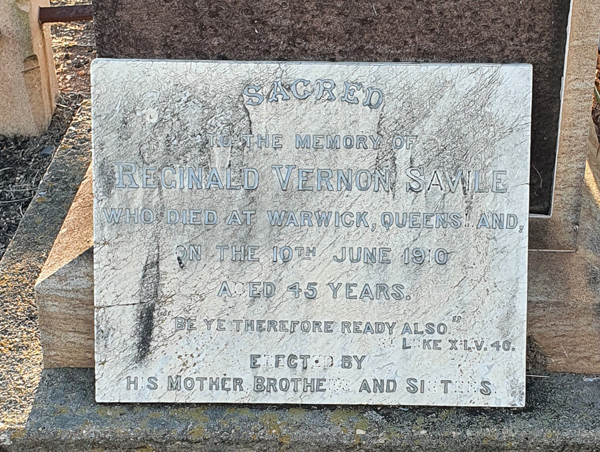 SACRED
TO THE MEMORY OF
REGINALD VERNON SAVILE
WHO DIED AT WARWICK, QUEENSLAND,
ON THE 10TH JUNE 1910
AGED 45 YEARS.
"BE YE THEREFORE READY ALSO"
LUKE XII.V. 40.
ERECTED BY
HIS MOTHER BROTHERS AND SISTERS